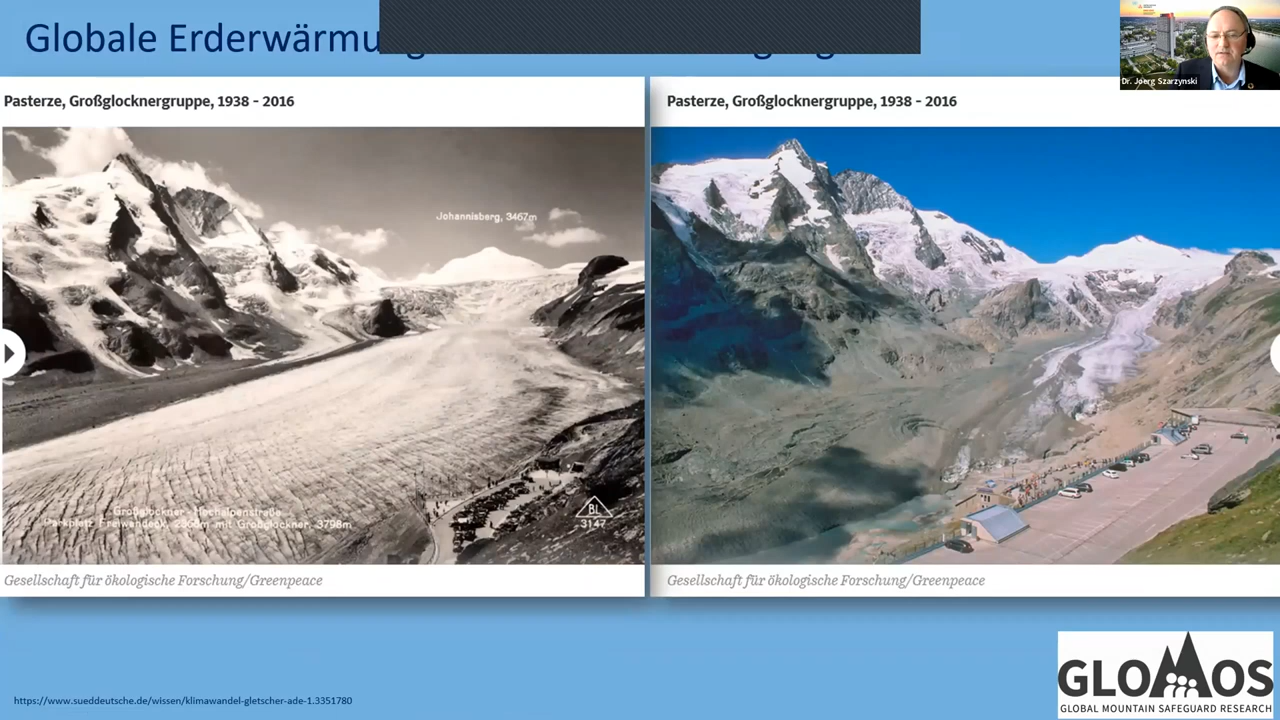 Globale Erderwärmu
Dr. Joerg Szarzynski
Pasterze, Großglocknergruppe, 1938 - 2016
Pasterze, Großglocknergruppe, 1938 - 2016
Johannisberg, 3467m
Großglockner - Hochalpenstraße
Parkplatz Freiwandeck, mit Großglockner, 3798m
BL
3147
Gesellschaft für ökologische Forschung/Greenpeace
Gesellschaft für ökologische Forschung/Greenpeace
https://www.sueddeutsche.de/wissen/klimawandel-gletscher-ade-1.3351780
GLOMOS
GLOBAL MOUNTAIN SAFEGUARD RESEARCH